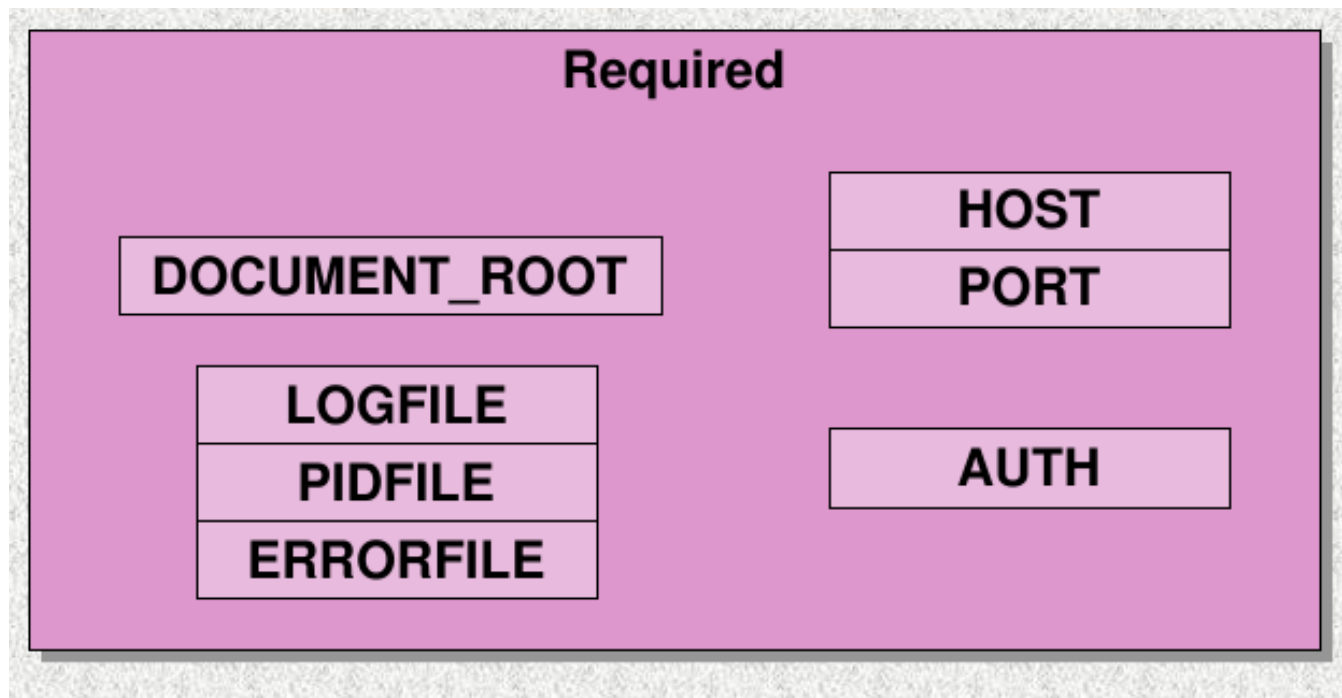 Required
DOCUMENT_ROOT
LOGFILE
PIDFILE
ERRORFILE
HOST
PORT
AUTH